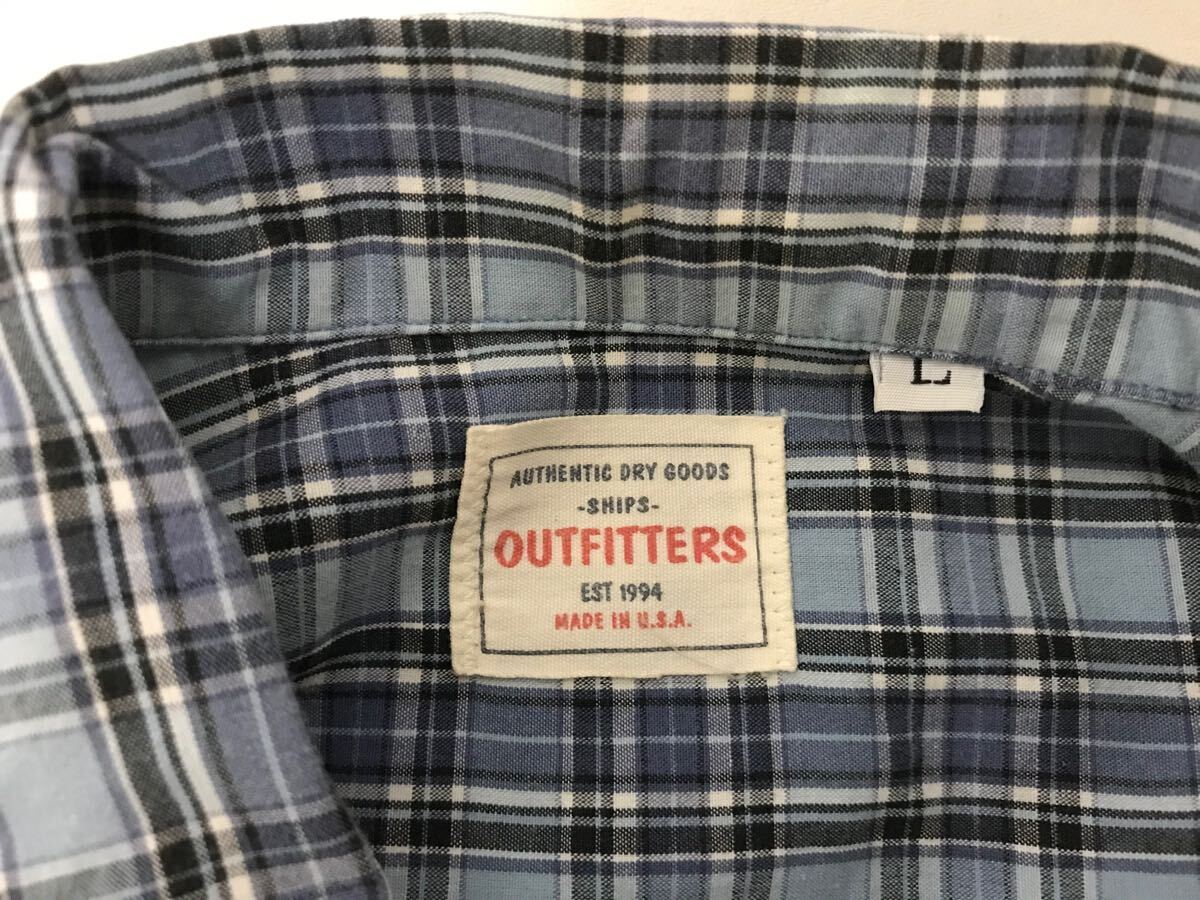 L
AUTHENTIC DRY GOODS
-SHIPS-
OUTFITTERS
EST 1994
MADE IN U.S.A.